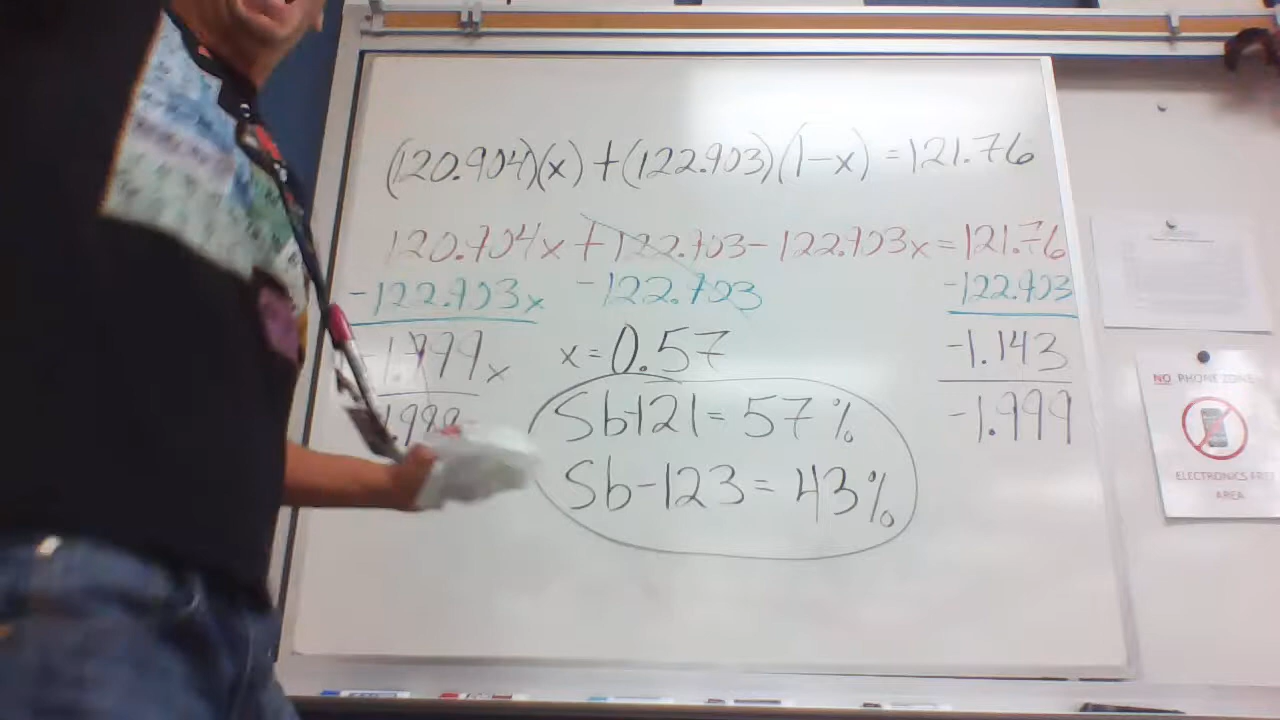 (120.904)(x) + (122.903)(1-x) = 121.76
120.904x + 122.903 - 122.903x = 121.76
-122.903x -122.903 -122.903
-1.999x x = 0.57 -1.143
Sb-121 = 57% -1.999
Sb-123 = 43%
NO PHONE ZONE
ELECTRONICS FREE
AREA